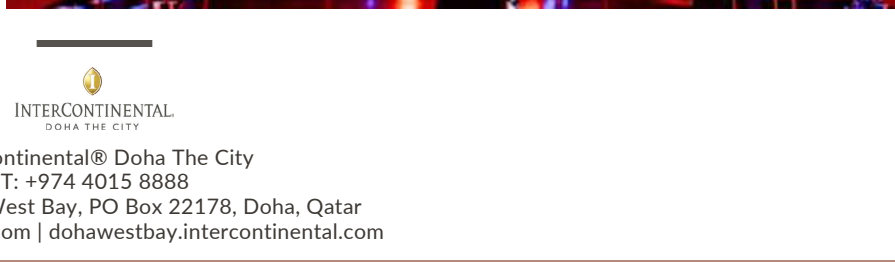 INTERCONTINENTAL®
DOHA THE CITY
ontinental® Doha The City
T: +974 4015 8888
West Bay, PO Box 22178, Doha, Qatar
om | dohawestbay.intercontinental.com